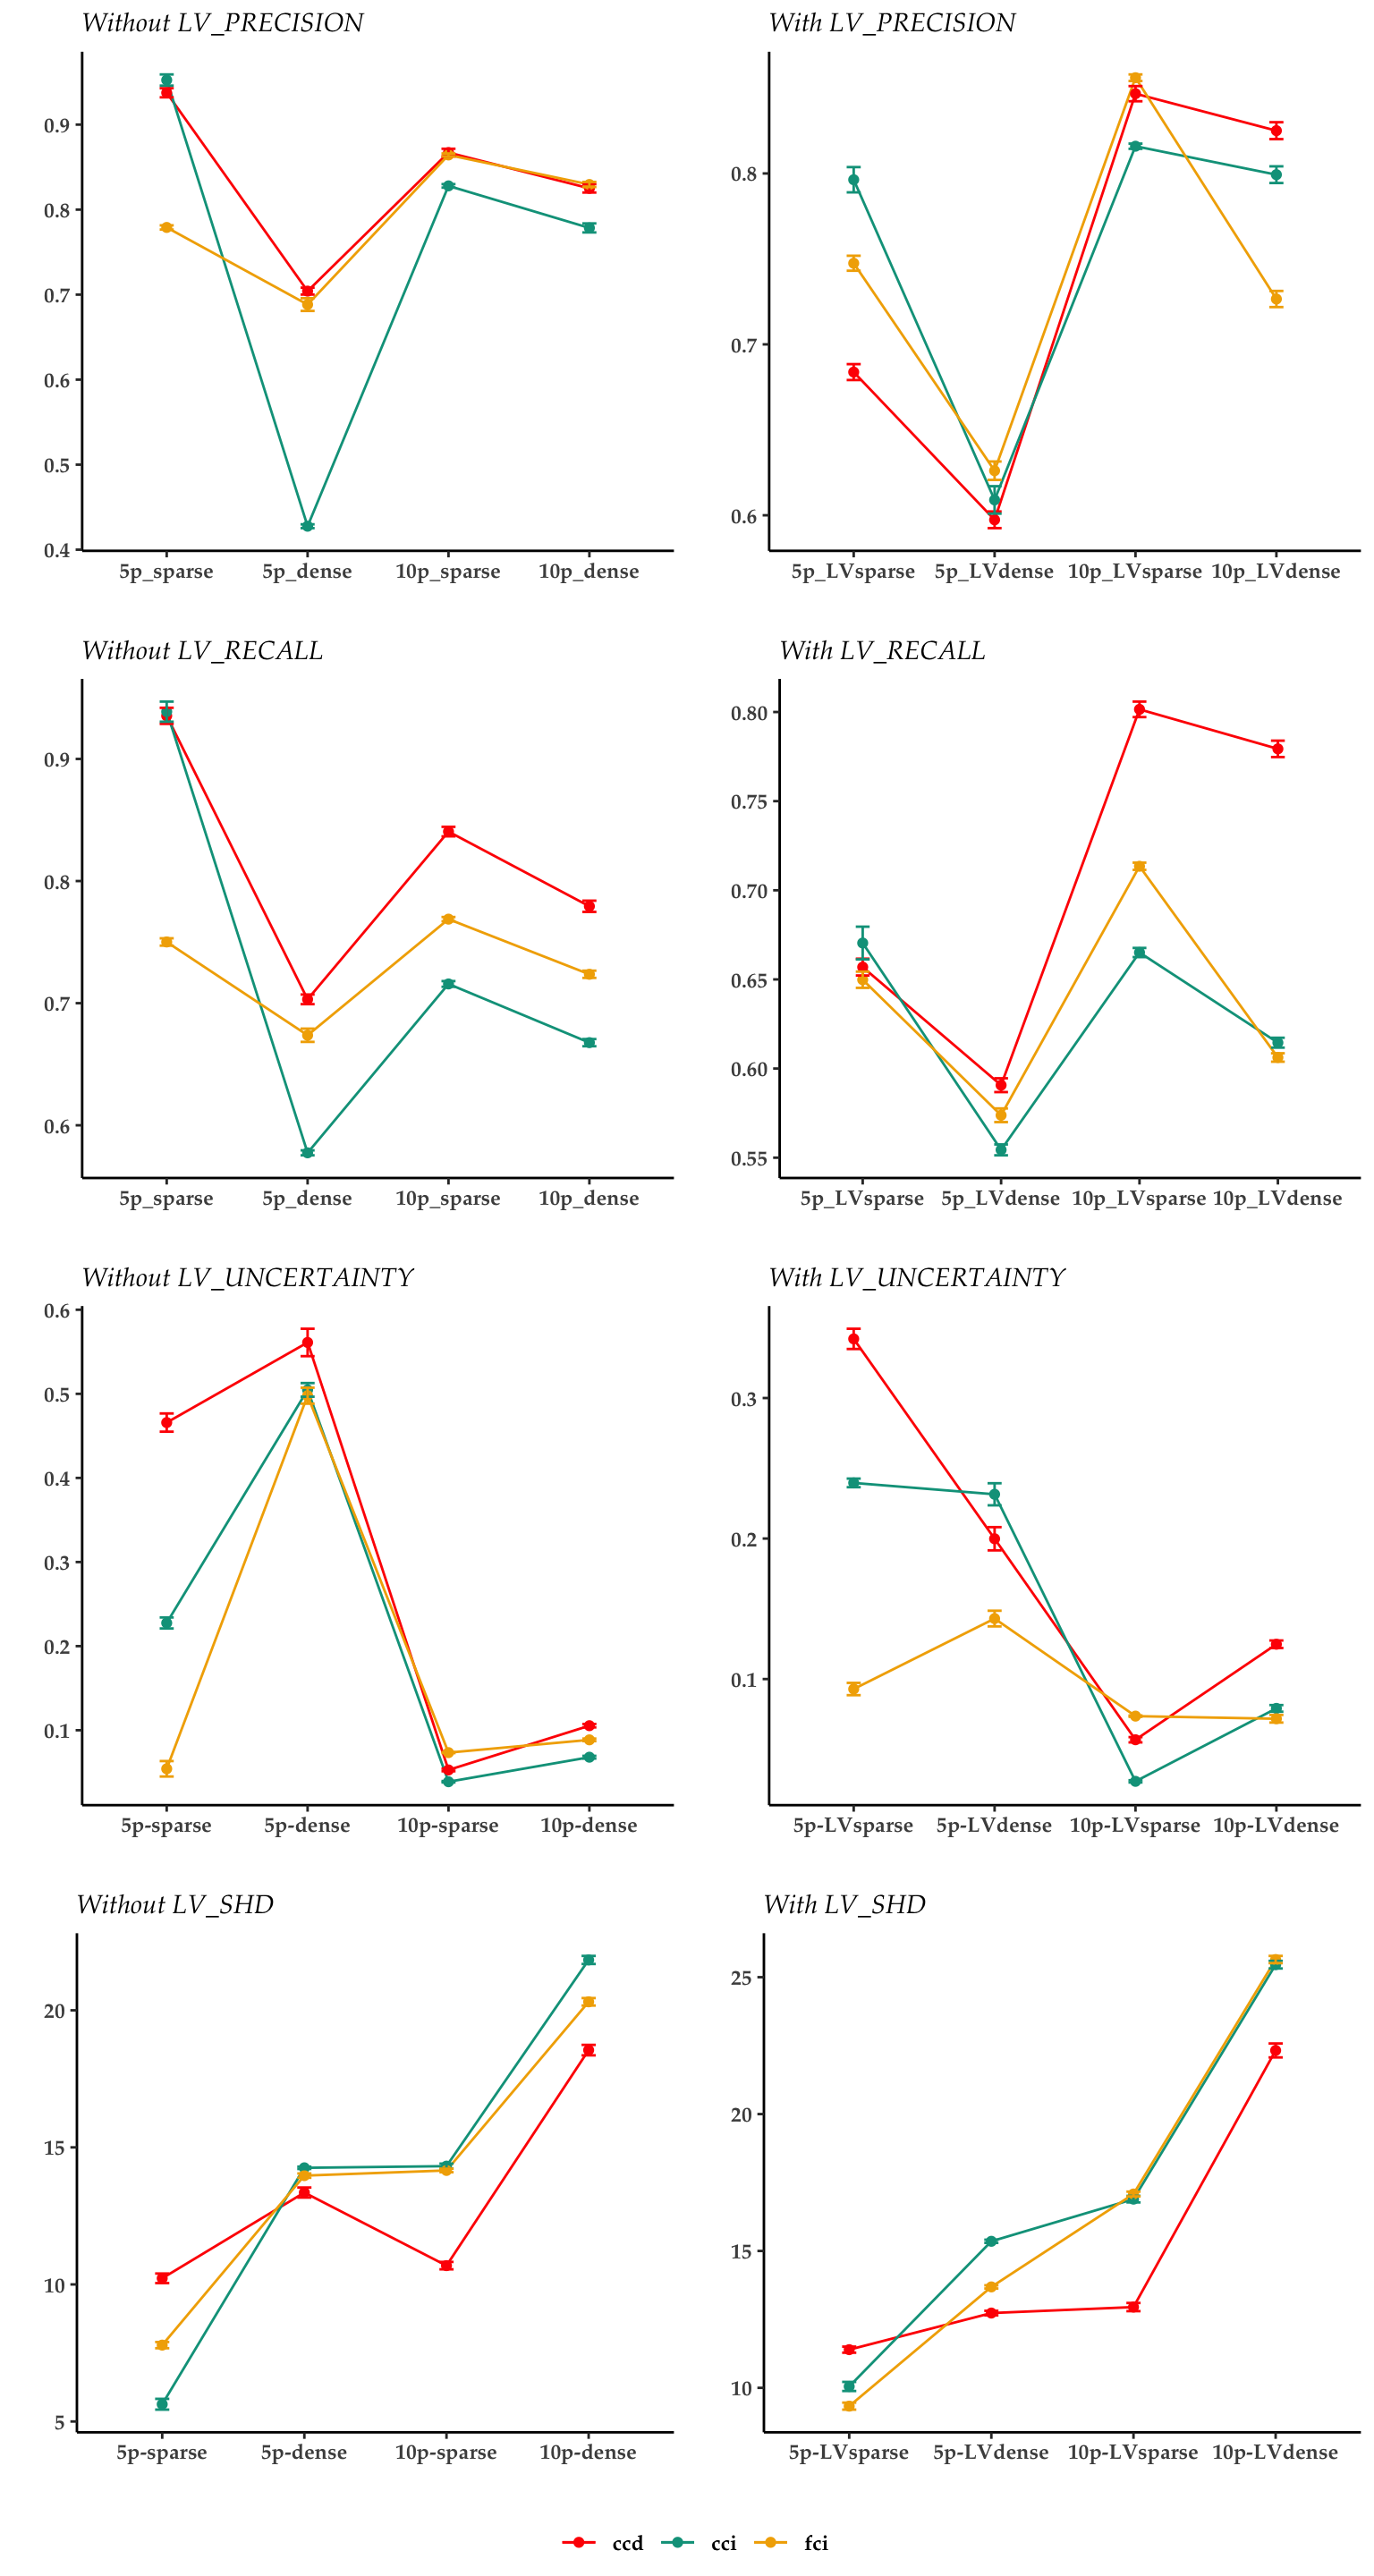 Without LV_PRECISION
0.9
0.8
0.7
0.6
0.5
0.4
5p_sparse 5p_dense 10p_sparse 10p_dense
With LV_PRECISION
0.8
0.7
0.6
5p_LVsparse 5p_LVdense 10p_LVsparse 10p_LVdense
Without LV_RECALL
0.9
0.8
0.7
0.6
5p_sparse 5p_dense 10p_sparse 10p_dense
With LV_RECALL
0.80
0.75
0.70
0.65
0.60
0.55
5p_LVsparse 5p_LVdense 10p_LVsparse 10p_LVdense
Without LV_UNCERTAINTY
0.6
0.5
0.4
0.3
0.2
0.1
5p-sparse 5p-dense 10p-sparse 10p-dense
With LV_UNCERTAINTY
0.3
0.2
0.1
5p-LVsparse 5p-LVdense 10p-LVsparse 10p-LVdense
Without LV_SHD
20
15
10
5
5p-sparse 5p-dense 10p-sparse 10p-dense
With LV_SHD
25
20
15
10
5p-LVsparse 5p-LVdense 10p-LVsparse 10p-LVdense
ccd cci fci